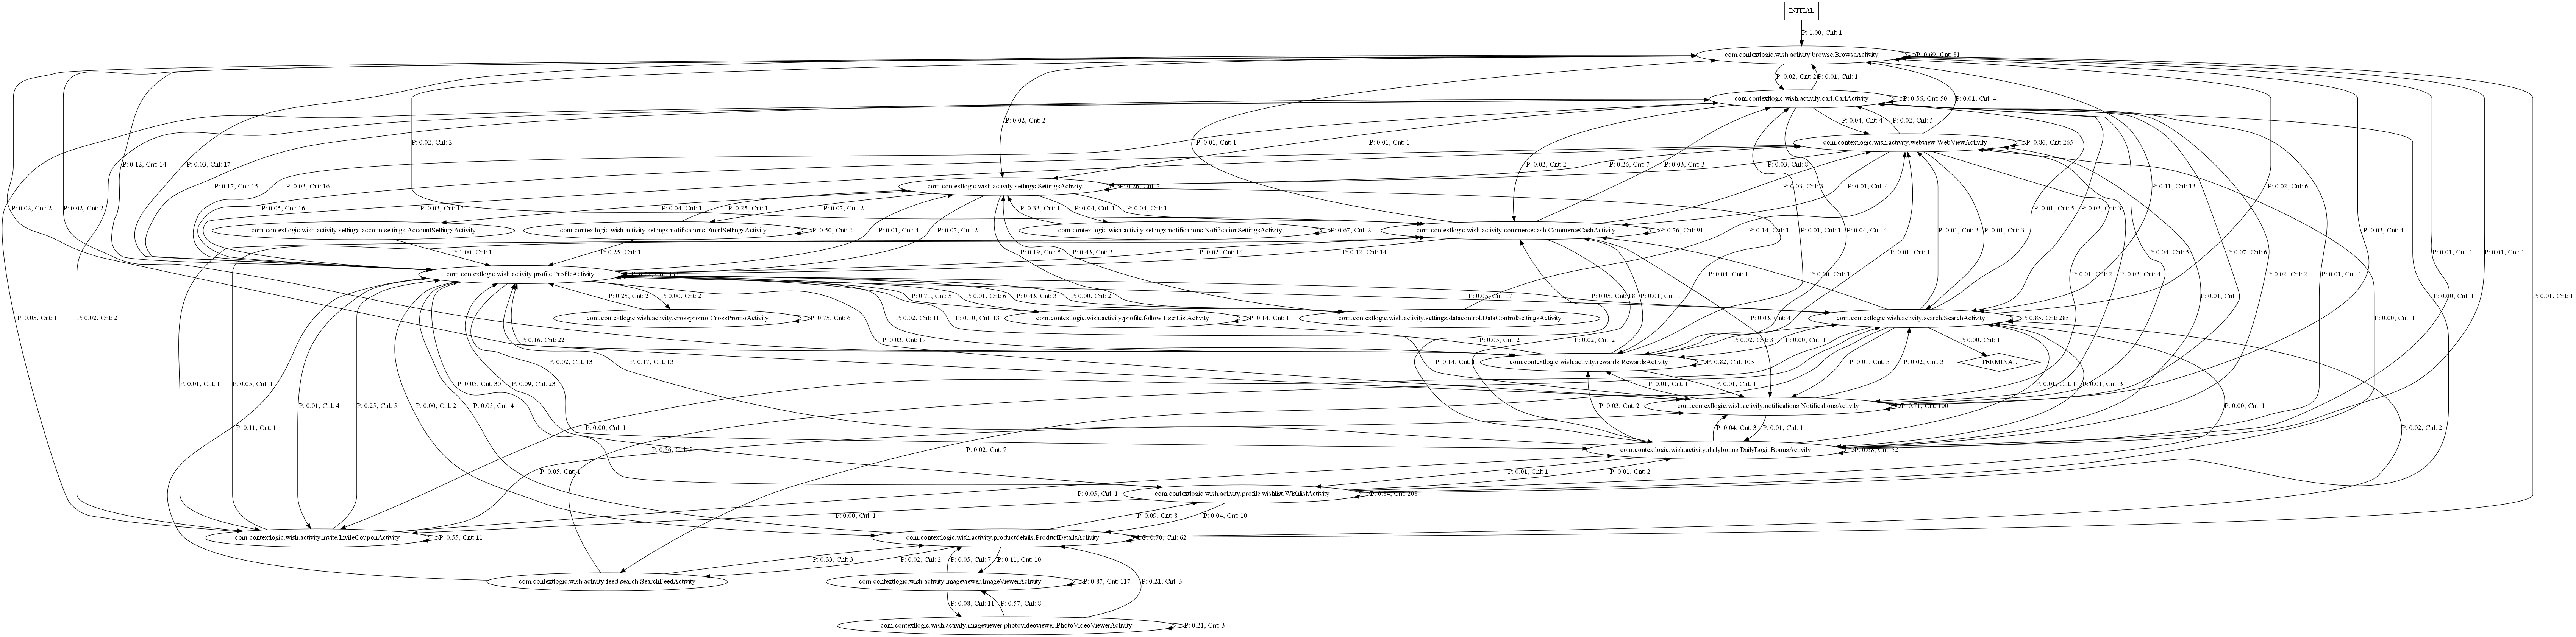 INITIAL
P: 1.00, Cnt: 1
com.contextlogic.wish.activity.browse.BrowseActivity
P: 0.69, Cnt: 81
P: 0.02, Cnt: 2
P: 0.01, Cnt: 1
com.contextlogic.wish.activity.cart.CartActivity
P: 0.56, Cnt: 50
P: 0.01, Cnt: 4
P: 0.02, Cnt: 2
P: 0.04, Cnt: 4
P: 0.02, Cnt: 5
P: 0.02, Cnt: 2
com.contextlogic.wish.activity.webview.WebViewActivity
P: 0.86, Cnt: 265
P: 0.01, Cnt: 1
P: 0.01, Cnt: 1
P: 0.12, Cnt: 14
P: 0.03, Cnt: 17
P: 0.02, Cnt: 2
P: 0.03, Cnt: 3
P: 0.26, Cnt: 7
P: 0.03, Cnt: 8
P: 0.11, Cnt: 13
P: 0.02, Cnt: 6
P: 0.17, Cnt: 15
P: 0.03, Cnt: 16
com.contextlogic.wish.activity.settings.SettingsActivity
P: 0.26, Cnt: 7
P: 0.01, Cnt: 4
P: 0.02, Cnt: 2
P: 0.02, Cnt: 2
P: 0.05, Cnt: 16
P: 0.03, Cnt: 17
P: 0.04, Cnt: 1
P: 0.25, Cnt: 1
P: 0.07, Cnt: 2
P: 0.33, Cnt: 1
P: 0.04, Cnt: 1
P: 0.04, Cnt: 1
P: 0.01, Cnt: 5
P: 0.03, Cnt: 3
com.contextlogic.wish.activity.settings.accountsettings.AccountSettingsActivity
com.contextlogic.wish.activity.settings.notifications.EmailSettingsActivity
P: 0.50, Cnt: 2
com.contextlogic.wish.activity.settings.notifications.NotificationSettingsActivity
P: 0.67, Cnt: 2
com.contextlogic.wish.activity.commercecash.CommerceCashActivity
P: 0.76, Cnt: 91
P: 0.01, Cnt: 3
P: 0.01, Cnt: 3
P: 0.03, Cnt: 4
P: 1.00, Cnt: 1
P: 0.25, Cnt: 1
P: 0.01, Cnt: 4
P: 0.07, Cnt: 2
P: 0.19, Cnt: 5
P: 0.43, Cnt: 3
P: 0.02, Cnt: 14
P: 0.12, Cnt: 14
P: 0.14, Cnt: 1
P: 0.01, Cnt: 1
P: 0.04, Cnt: 4
P: 0.01, Cnt: 1
P: 0.04, Cnt: 5
P: 0.07, Cnt: 6
P: 0.01, Cnt: 1
P: 0.01, Cnt: 1
com.contextlogic.wish.activity.profile.ProfileActivity
P: 0.04, Cnt: 1
P: 0.00, Cnt: 1
P: 0.01, Cnt: 2
P: 0.03, Cnt: 4
P: 0.02, Cnt: 2
P: 0.01, Cnt: 1
P: 0.25, Cnt: 2
P: 0.00, Cnt: 2
P: 0.71, Cnt: 5
P: 0.01, Cnt: 6
P: 0.43, Cnt: 3
P: 0.00, Cnt: 2
P: 0.01, Cnt: 1
P: 0.03, Cnt: 17
P: 0.05, Cnt: 18
P: 0.00, Cnt: 1
P: 0.01, Cnt: 1
P: 0.05, Cnt: 1
P: 0.02, Cnt: 2
com.contextlogic.wish.activity.crosspromo.CrossPromoActivity
P: 0.75, Cnt: 6
com.contextlogic.wish.activity.profile.follow.UserListActivity
P: 0.14, Cnt: 1
com.contextlogic.wish.activity.settings.datacontrol.DataControlSettingsActivity
com.contextlogic.wish.activity.search.SearchActivity
P: 0.85, Cnt: 285
P: 0.00, Cnt: 1
P: 0.02, Cnt: 11
P: 0.10, Cnt: 13
P: 0.03, Cnt: 4
P: 0.16, Cnt: 22
P: 0.03, Cnt: 17
P: 0.03, Cnt: 2
P: 0.02, Cnt: 2
P: 0.02, Cnt: 3
P: 0.00, Cnt: 1
P: 0.00, Cnt: 1
P: 0.02, Cnt: 13
P: 0.17, Cnt: 13
P: 0.14, Cnt: 1
com.contextlogic.wish.activity.rewards.RewardsActivity
P: 0.82, Cnt: 103
P: 0.01, Cnt: 5
P: 0.02, Cnt: 3
TERMINAL
P: 0.01, Cnt: 1
P: 0.05, Cnt: 1
P: 0.05, Cnt: 30
P: 0.09, Cnt: 23
P: 0.01, Cnt: 1
P: 0.01, Cnt: 1
P: 0.01, Cnt: 1
P: 0.01, Cnt: 3
P: 0.01, Cnt: 4
P: 0.25, Cnt: 5
P: 0.00, Cnt: 2
P: 0.05, Cnt: 4
com.contextlogic.wish.activity.notifications.NotificationsActivity
P: 0.71, Cnt: 100
P: 0.00, Cnt: 1
P: 0.02, Cnt: 2
P: 0.11, Cnt: 1
P: 0.00, Cnt: 1
P: 0.03, Cnt: 2
P: 0.04, Cnt: 3
P: 0.01, Cnt: 1
P: 0.02, Cnt: 7
com.contextlogic.wish.activity.dailybonus.DailyLoginBonusActivity
P: 0.68, Cnt: 52
P: 0.05, Cnt: 1
P: 0.01, Cnt: 1
P: 0.01, Cnt: 2
P: 0.05, Cnt: 1
com.contextlogic.wish.activity.profile.wishlist.WishlistActivity
P: 0.84, Cnt: 208
P: 0.00, Cnt: 1
P: 0.09, Cnt: 8
P: 0.04, Cnt: 10
com.contextlogic.wish.activity.invite.InviteCouponActivity
P: 0.55, Cnt: 11
com.contextlogic.wish.activity.productdetails.ProductDetailsActivity
P: 0.70, Cnt: 62
P: 0.33, Cnt: 3
P: 0.02, Cnt: 2
P: 0.05, Cnt: 7
P: 0.11, Cnt: 10
com.contextlogic.wish.activity.feed.search.SearchFeedActivity
com.contextlogic.wish.activity.imageviewer.ImageViewerActivity
P: 0.87, Cnt: 117
P: 0.21, Cnt: 3
P: 0.08, Cnt: 11
P: 0.57, Cnt: 8
com.contextlogic.wish.activity.imageviewer.photovideoviewer.PhotoVideoViewerActivity
P: 0.21, Cnt: 3